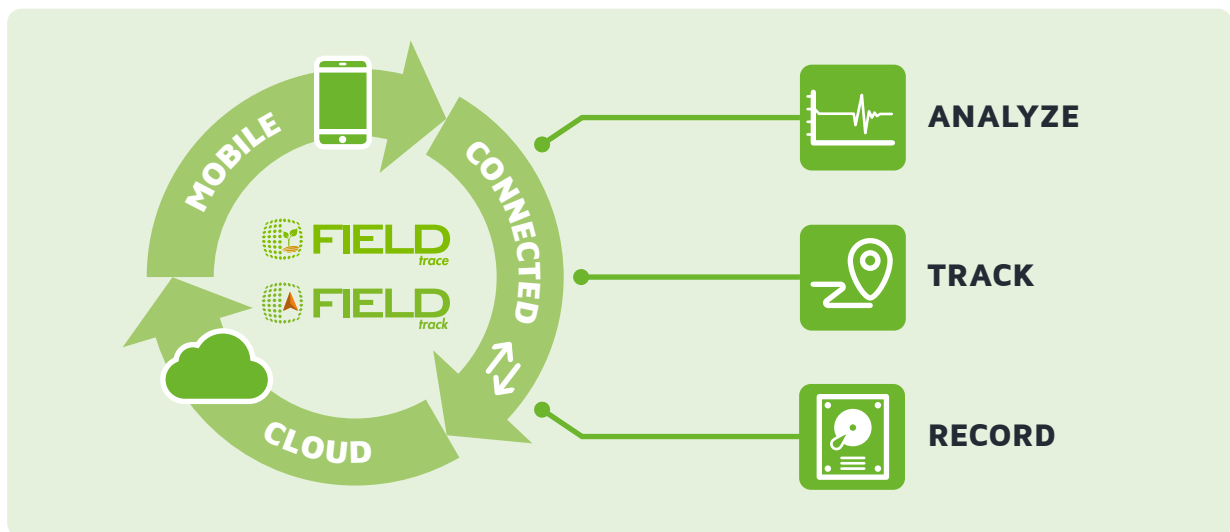 MOBILE
CONNECTED
CLOUD
FIELD
trace
FIELD
track
ANALYZE
TRACK
RECORD